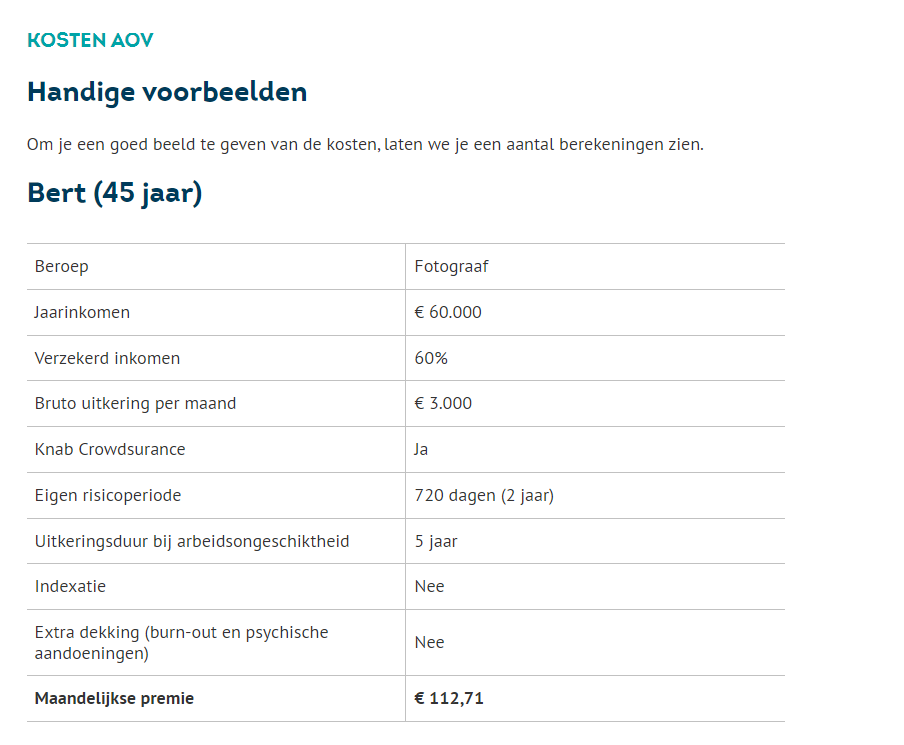 KOSTEN AOV
Handige voorbeelden
Om je een goed beeld te geven van de kosten, laten we je een aantal berekeningen zien.
Bert (45 jaar)
Beroep Fotograaf
Jaarinkomen € 60.000
Verzekerd inkomen 60%
Bruto uitkering per maand € 3.000
Knab Crowdsurance Ja
Eigen risicoperiode 720 dagen (2 jaar)
Uitkeringsduur bij arbeidsongeschiktheid 5 jaar
Indexatie Nee
Extra dekking (burn-out en psychische
aandoeningen) Nee
Maandelijkse premie € 112,71